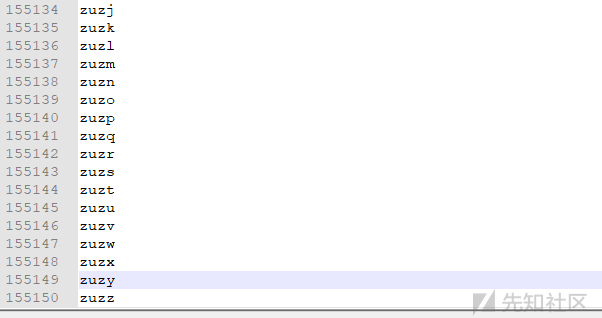 155134 zuzj
155135 zuzk
155136 zuzl
155137 zuzm
155138 zuzn
155139 zuzo
155140 zuzp
155141 zuzq
155142 zuzr
155143 zuzs
155144 zuzt
155145 zuzu
155146 zuzv
155147 zuzw
155148 zuzx
155149 zuzy
155150 zuzz
先知社区